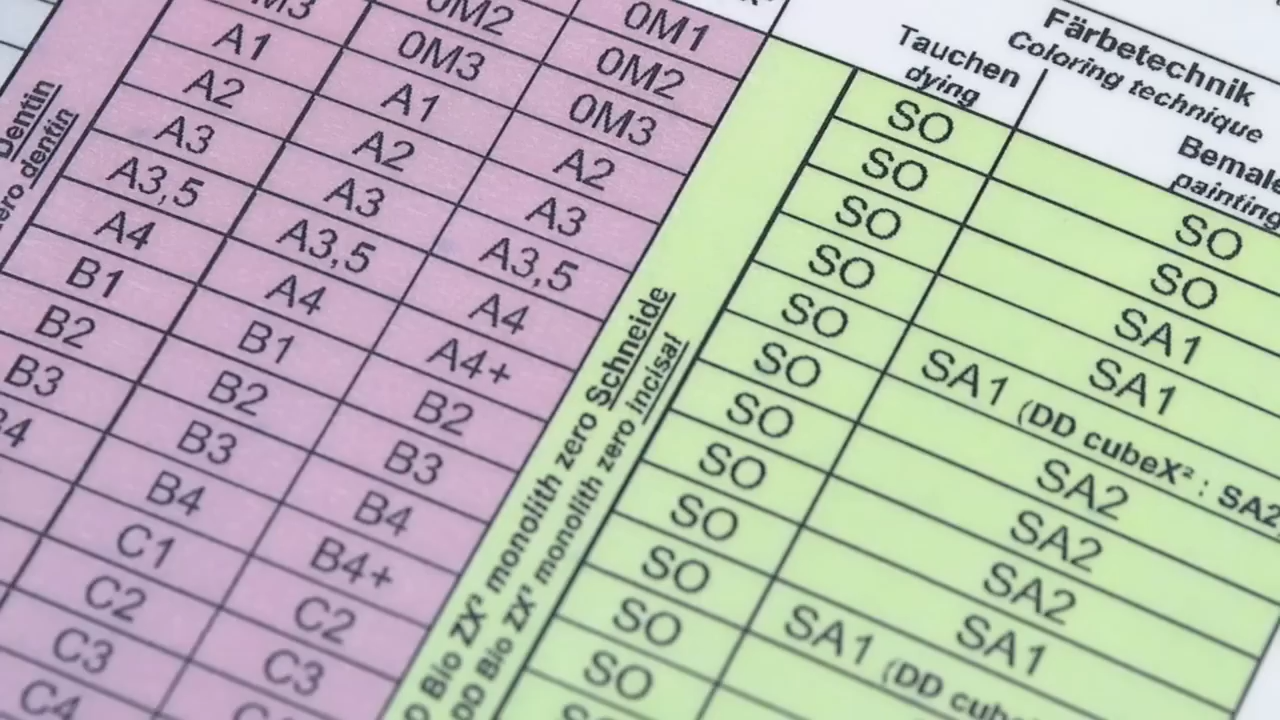 Färbetechnik
Coloring technique
Tauchen
dying
painting
Dentin
dentin
0M2 0M1
A1 0M3 0M2
A2 A1 0M3
A3 A2 A2
A3,5 A3 A3
A4 A3,5 A3,5
B1 A4 A4
B2 B1 A4+
B3 B2 B2
B3 B3
B4 B4
C1 B4+
C2 C2
C3 C3
C4
Bio ZX² monolith zero Schneide
DD Bio ZX² monolith zero Incisal
SO SO
SO SO
SO SA1
SO SA1
SO SA1 (DD cubeX² : SA2
SO SA2
SO SA2
SO SA2
SO SA1
SO SA1 (DD
SO
SO